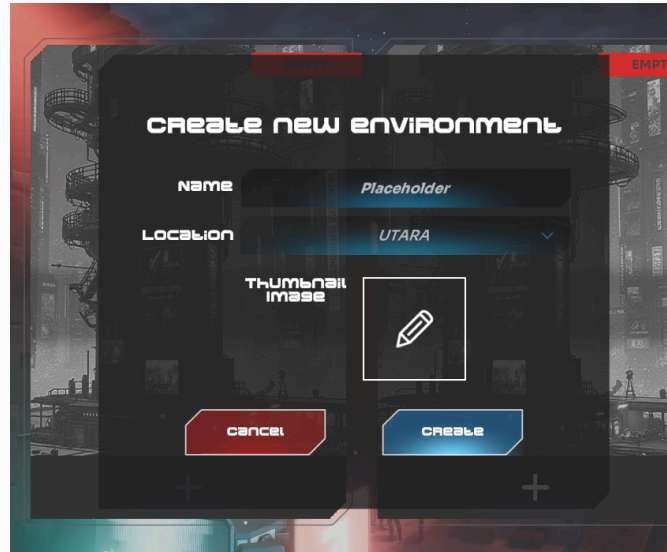 EMPT
CReate new environment
Name
Placeholder
Location
UTARA
Thumbnail
Image
Cancel
Create